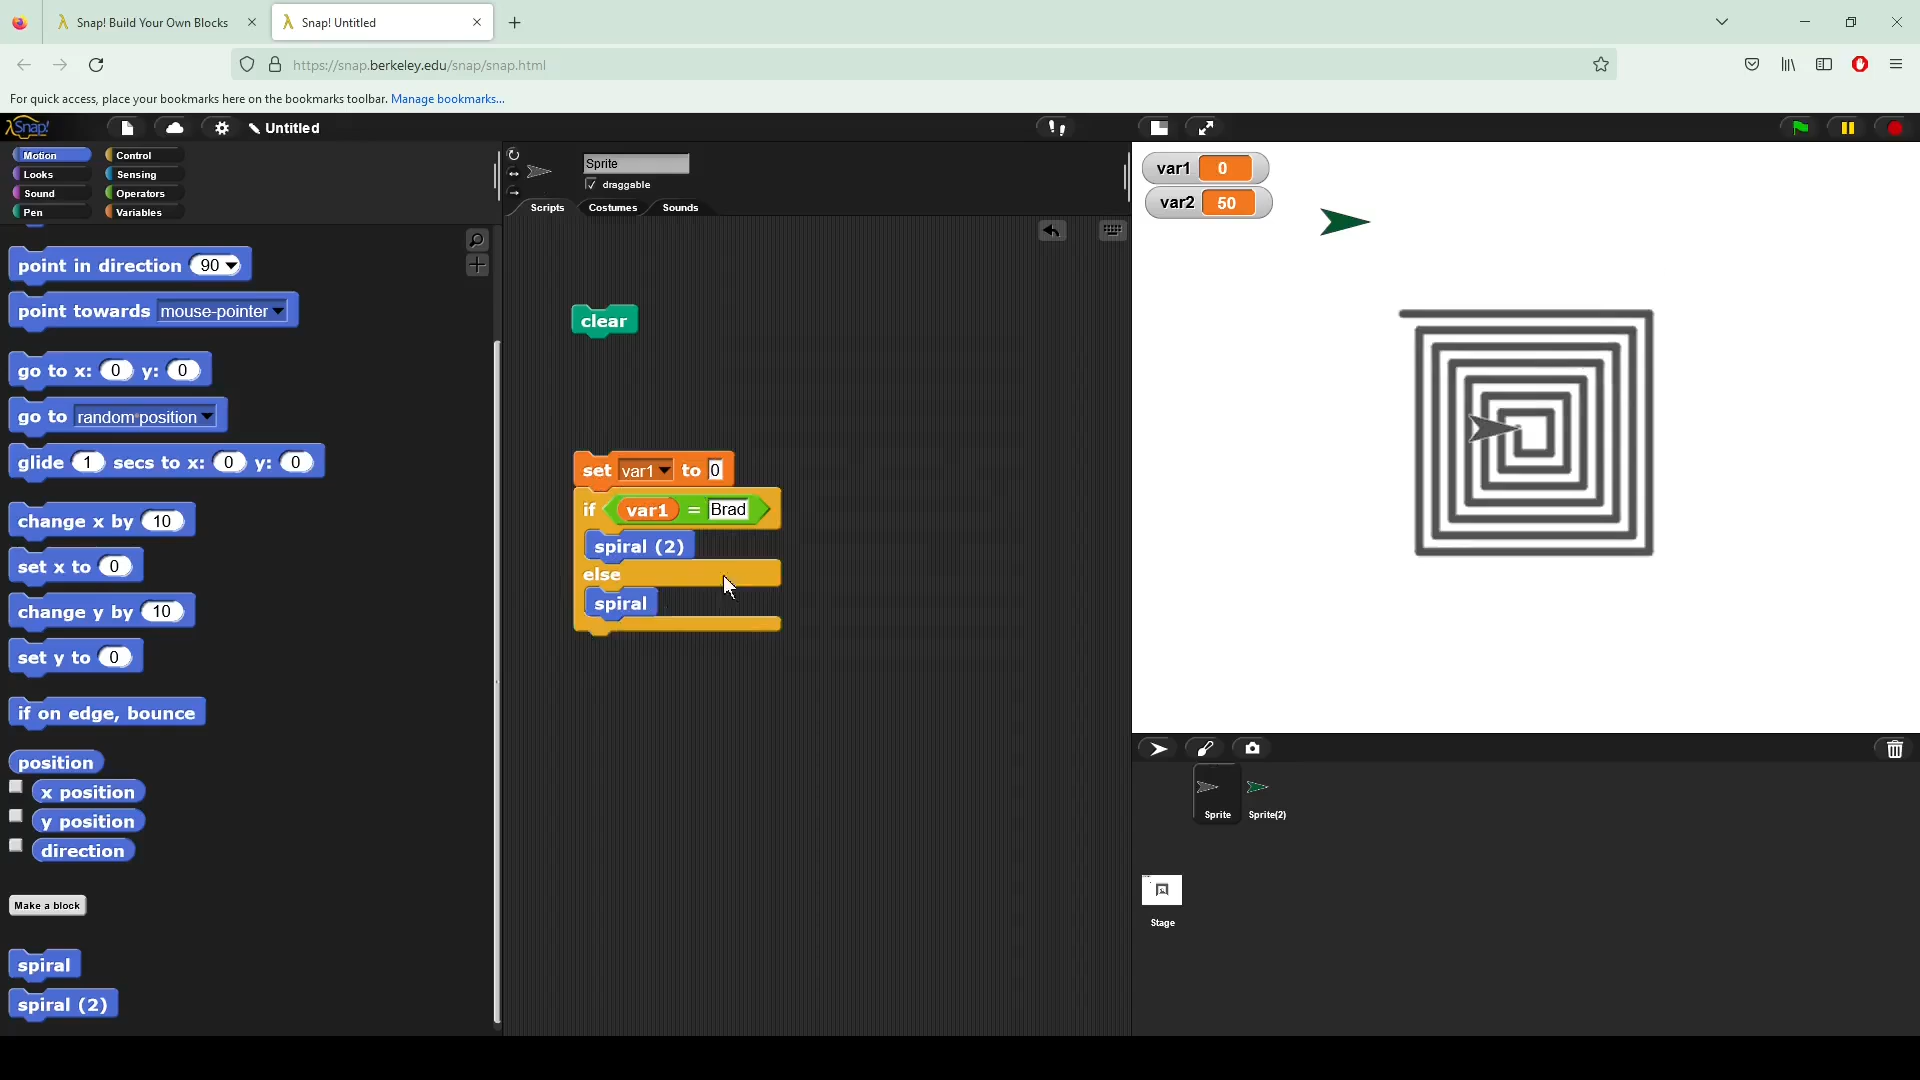 Snap! Build Your Own Blocks
Snap! Untitled
https://snap.berkeley.edu/snap/snap.html
For quick access, place your bookmarks here on the bookmarks toolbar. Manage bookmarks...
Snap!
Untitled
Motion
Control
Looks
Sensing
Sound
Operators
Pen
Variables
point in direction 90
point towards mouse-pointer
go to x: 0 y: 0
go to random position
glide 1 secs to x: 0 y: 0
change x by 10
set x to 0
change y by 10
set y to 0
if on edge, bounce
position
x position
y position
direction
Make a block
spiral
spiral (2)
Sprite
draggable
Scripts
Costumes
Sounds
clear
set var1 to 0
if var1 = Brad
spiral (2)
else
spiral
var1 0
var2 50
Sprite
Sprite(2)
Stage